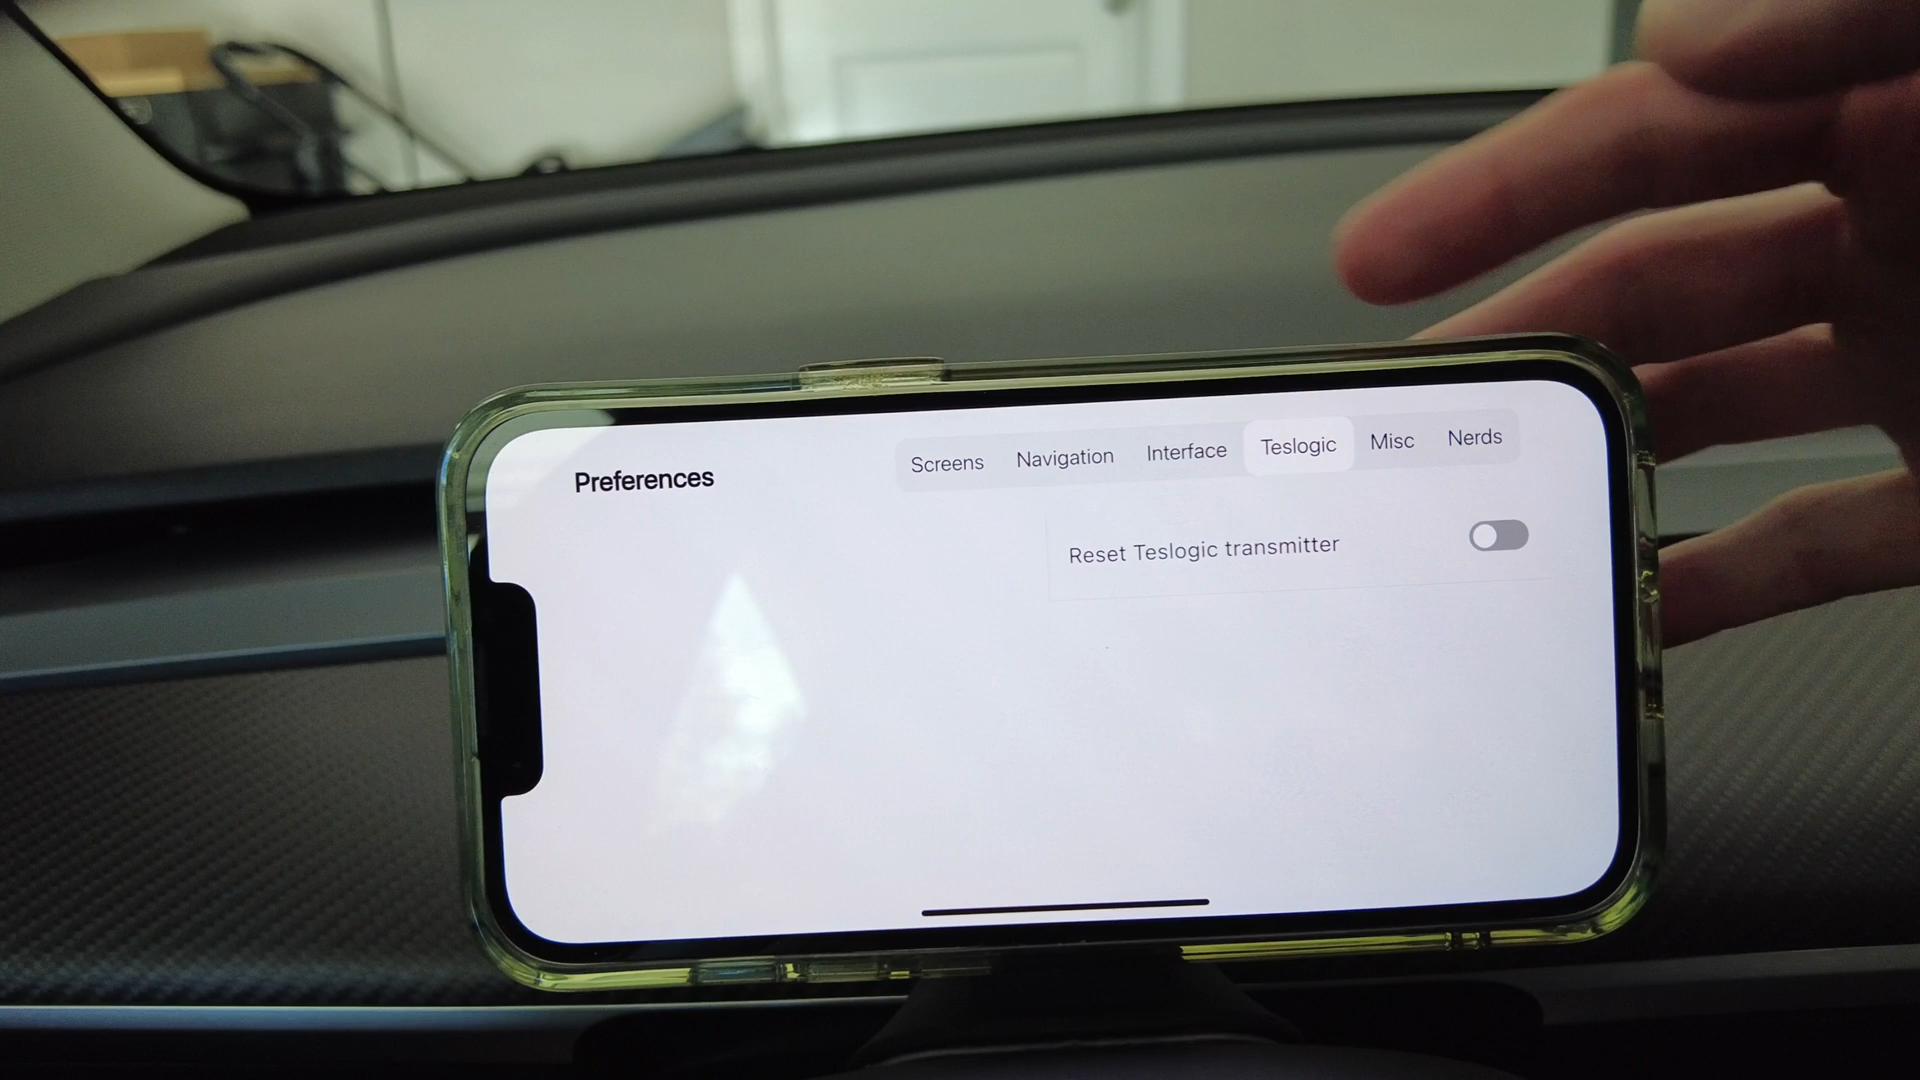 Preferences
Screens Navigation Interface Teslogic Misc Nerds
Reset Teslogic transmitter